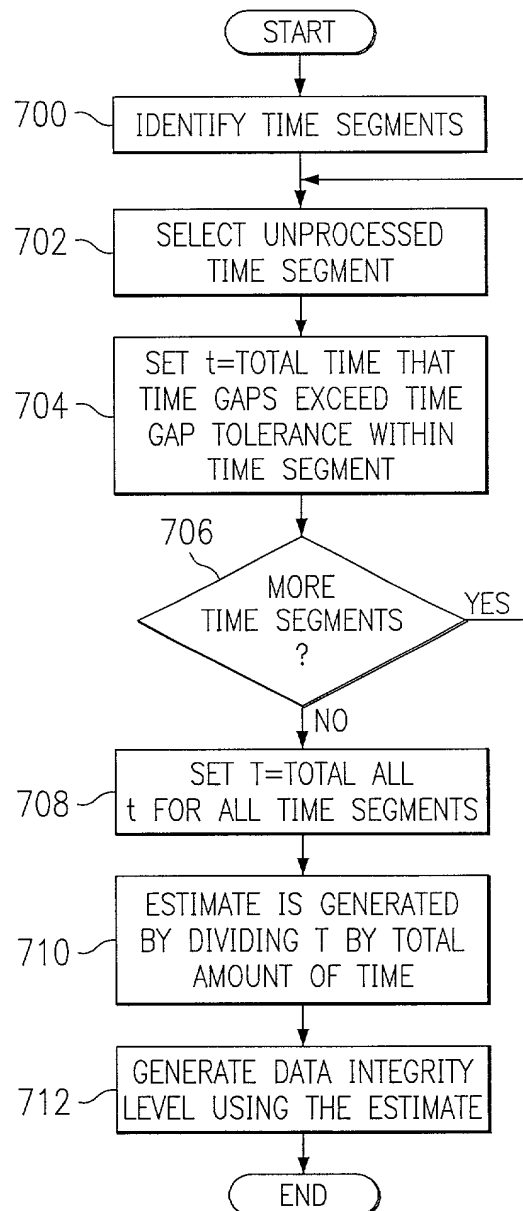 START
700
IDENTIFY TIME SEGMENTS
702
SELECT UNPROCESSED
TIME SEGMENT
704
SET t=TOTAL TIME THAT
TIME GAPS EXCEED TIME
GAP TOLERANCE WITHIN
TIME SEGMENT
706
MORE
TIME SEGMENTS
?
YES
NO
708
SET T=TOTAL ALL
t FOR ALL TIME SEGMENTS
710
ESTIMATE IS GENERATED
BY DIVIDING T BY TOTAL
AMOUNT OF TIME
712
GENERATE DATA INTEGRITY
LEVEL USING THE ESTIMATE
END